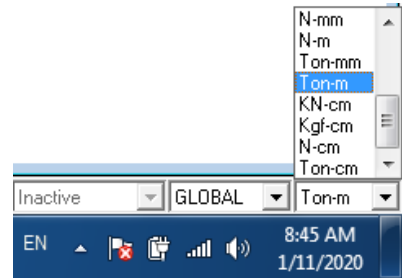 N-mm
N-m
Ton-mm
Ton-m
KN-cm
Kgf-cm
N-cm
Ton-cm
Inactive GLOBAL Ton-m
EN 8:45 AM
1/11/2020